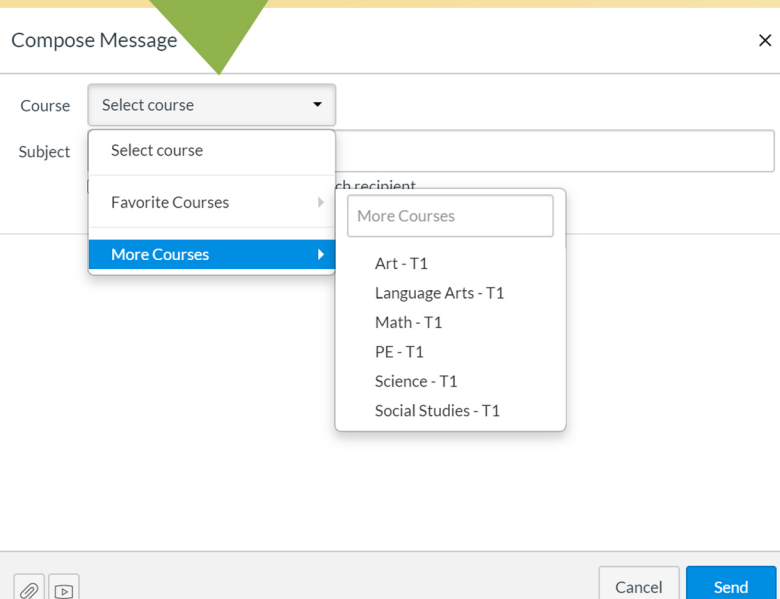 Compose Message
Course
Select course
Subject
Select course
ch recipient
Favorite Courses
More Courses
More Courses
Art - T1
Language Arts - T1
Math - T1
PE - T1
Science - T1
Social Studies - T1
Cancel
Send